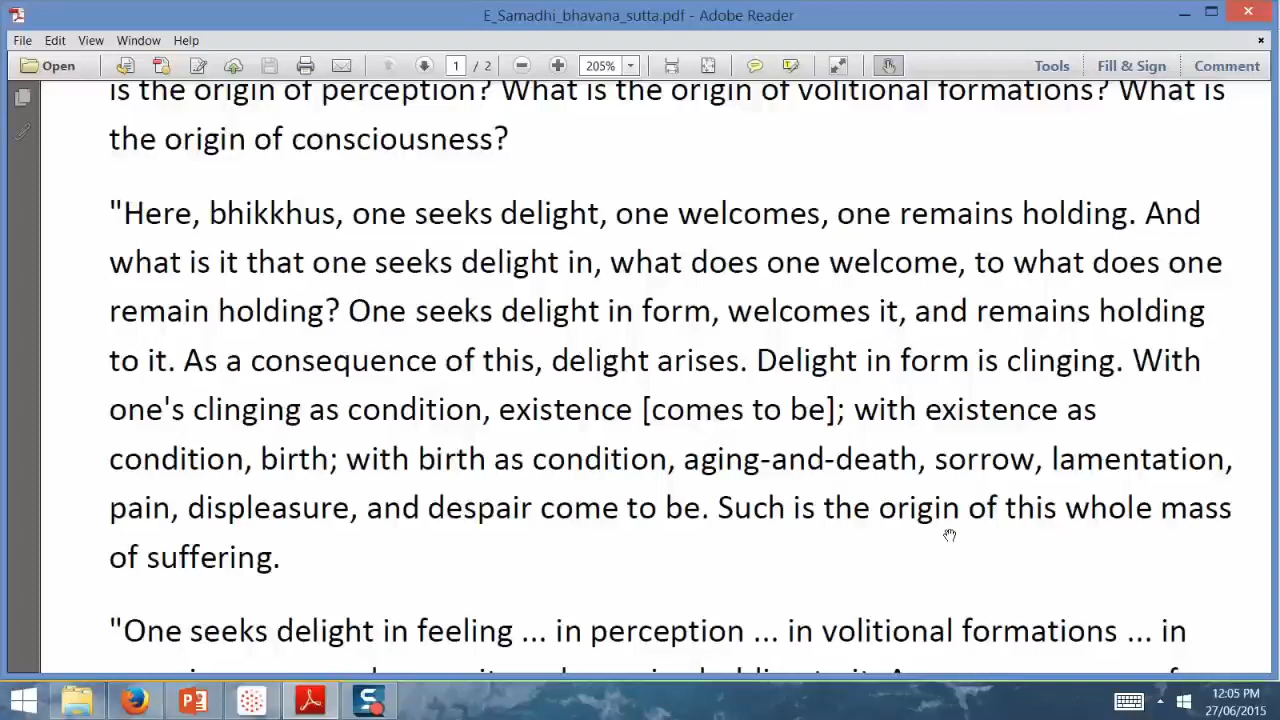 E_Samadhi_bhavana_sutta.pdf - Adobe Reader
File Edit View Window Help
Open 1 / 2 205% Tools Fill & Sign Comment
is the origin of perception? What is the origin of volitional formations? What is
the origin of consciousness?
"Here, bhikkhus, one seeks delight, one welcomes, one remains holding. And
what is it that one seeks delight in, what does one welcome, to what does one
remain holding? One seeks delight in form, welcomes it, and remains holding
to it. As a consequence of this, delight arises. Delight in form is clinging. With
one's clinging as condition, existence [comes to be]; with existence as
condition, birth; with birth as condition, aging-and-death, sorrow, lamentation,
pain, displeasure, and despair come to be. Such is the origin of this whole mass
of suffering.
"One seeks delight in feeling ... in perception ... in volitional formations ... in
12:05 PM
27/06/2015